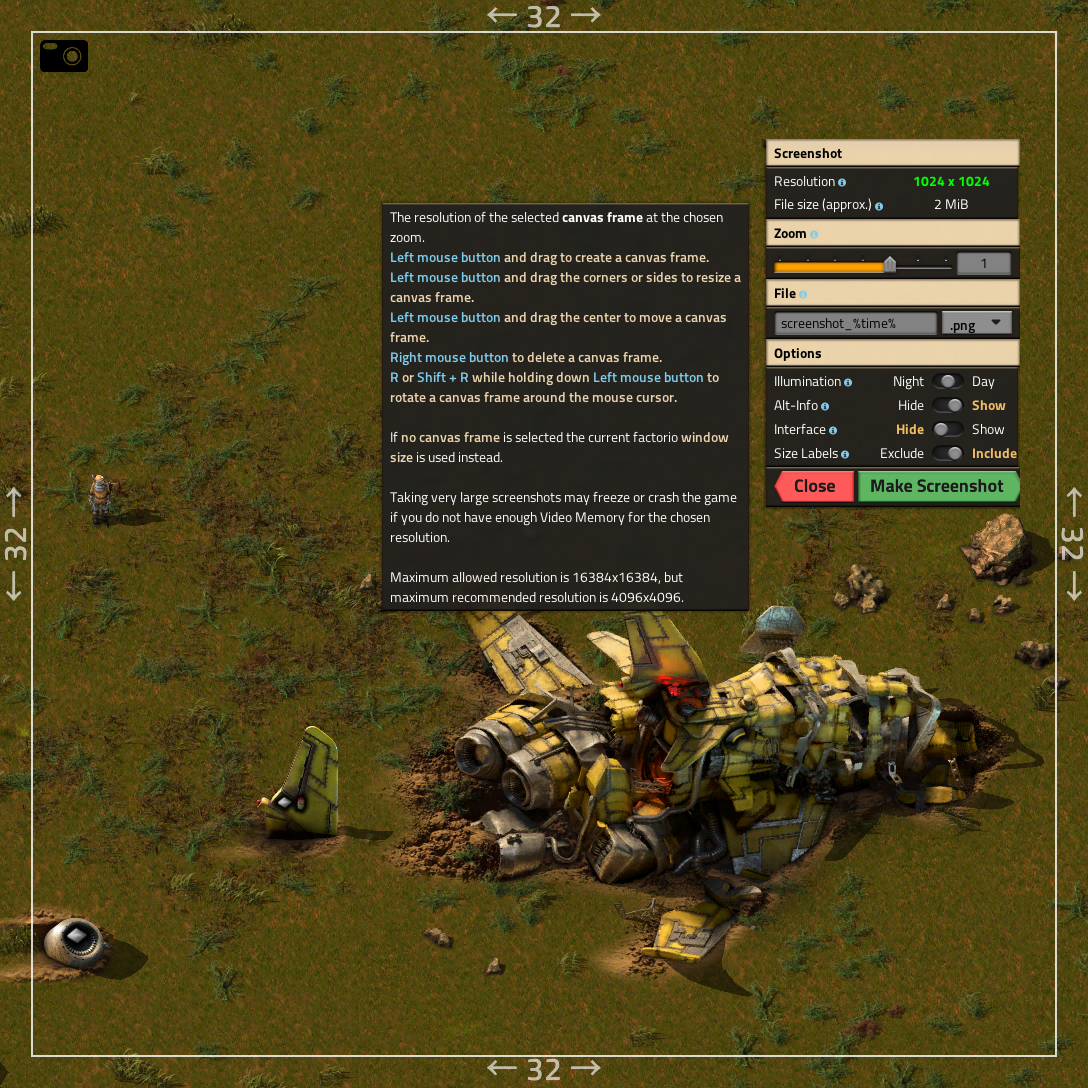 ← 32 →
Screenshot
Resolution 1024 x 1024
File size (approx.) 2 MiB
Zoom
1
File
screenshot_%time% .png
Options
Illumination Night Day
Alt-Info Hide Show
Interface Hide Show
Size Labels Exclude Include
Close Make Screenshot
The resolution of the selected canvas frame at the chosen
zoom.
Left mouse button and drag to create a canvas frame.
Left mouse button and drag the corners or sides to resize a
canvas frame.
Left mouse button and drag the center to move a canvas
frame.
Right mouse button to delete a canvas frame.
R or Shift + R while holding down Left mouse button to
rotate a canvas frame around the mouse cursor.
If no canvas frame is selected the current factorio window
size is used instead.
Taking very large screenshots may freeze or crash the game
if you do not have enough Video Memory for the chosen
resolution.
Maximum allowed resolution is 16384x16384, but
maximum recommended resolution is 4096x4096.
← 32 →
← 32 →
← 32 →